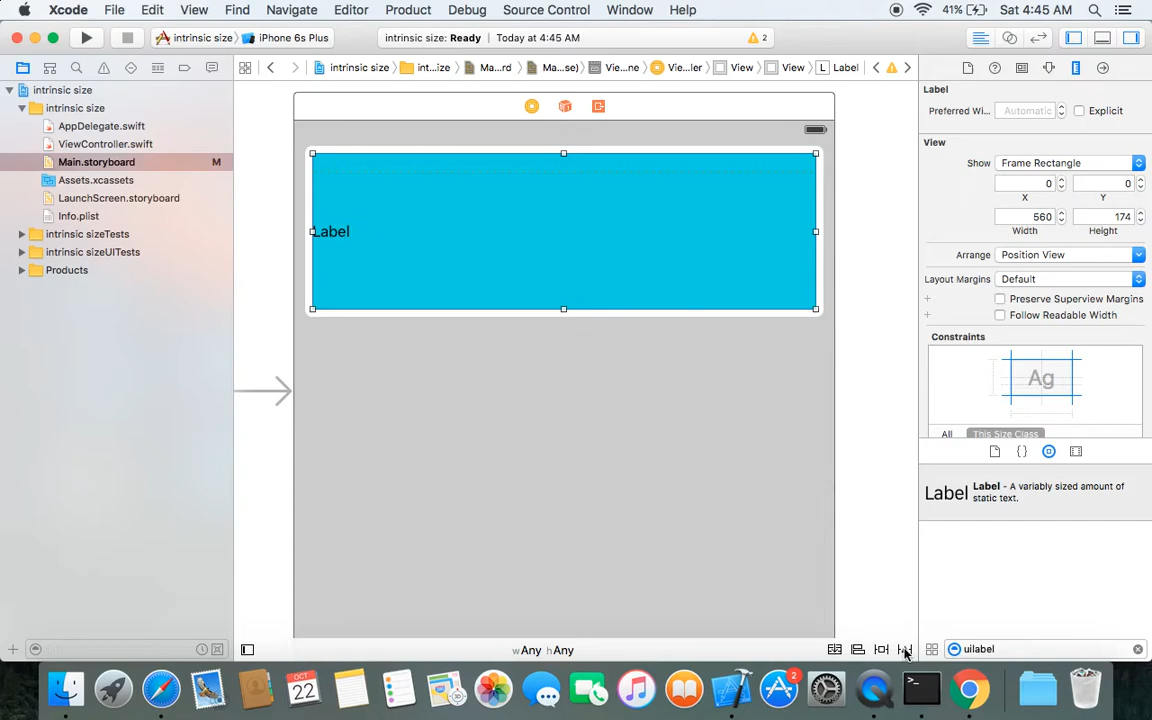 Xcode File Edit View Find Navigate Editor Product Debug Source Control Window Help 41% Sat 4:45 AM
intrinsic size iPhone 6s Plus intrinsic size: Ready Today at 4:45 AM 2
intrinsic size int...ize Ma...rd Ma...se) Vie...ne Vie...ler View View L Label
intrinsic size
intrinsic size
AppDelegate.swift
ViewController.swift
Main.storyboard M
Assets.xcassets
LaunchScreen.storyboard
Info.plist
intrinsic sizeTests
intrinsic sizeUITests
Products
Label
wAny hAny
Label
Preferred Wi... Automatic Explicit
View
Show Frame Rectangle
0 0
X Y
560 174
Width Height
Arrange Position View
Layout Margins Default
Preserve Superview Margins
Follow Readable Width
Constraints
Ag
All This Size Class
{ }
Label Label - A variably sized amount of
static text.
uilabel
OCT
22
2